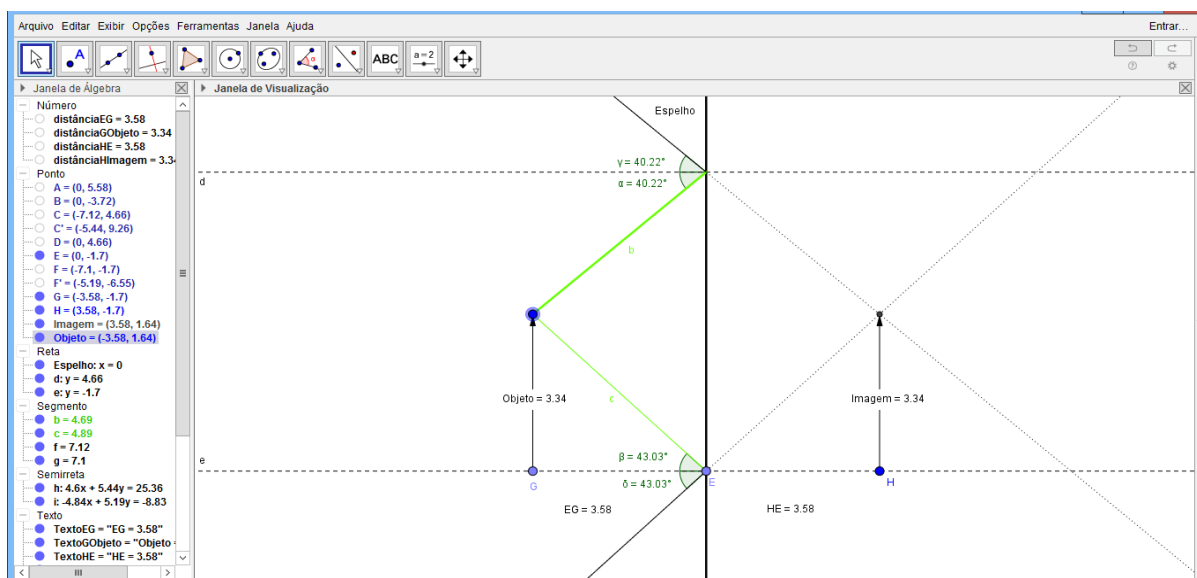 Arquivo Editar Exibir Opções Ferramentas Janela Ajuda
Entrar...
A
α
ABC
a = 2
Janela de Álgebra
Janela de Visualização
Número
distânciaEG = 3.58
distânciaGObjeto = 3.34
distânciaHE = 3.58
distânciaHImagem = 3.34
Ponto
A = (0, 5.58)
B = (0, -3.72)
C = (-7.12, 4.66)
C' = (-5.44, 9.26)
D = (0, 4.66)
E = (0, -1.7)
F = (-7.1, -1.7)
F' = (-5.19, -6.55)
G = (-3.58, -1.7)
H = (3.58, -1.7)
Imagem = (3.58, 1.64)
Objeto = (-3.58, 1.64)
Reta
Espelho: x = 0
d: y = 4.66
e: y = -1.7
Segmento
b = 4.69
c = 4.89
f = 7.12
g = 7.1
Semirreta
h: 4.6x + 5.44y = 25.36
i: -4.84x + 5.19y = -8.83
Texto
TextoEG = "EG = 3.58"
TextoGObjeto = "Objeto =
TextoHE = "HE = 3.58"
Espelho
γ = 40.22°
d
α = 40.22°
b
Objeto = 3.34
c
Imagem = 3.34
β = 43.03°
e
δ = 43.03°
G
E
H
EG = 3.58
HE = 3.58